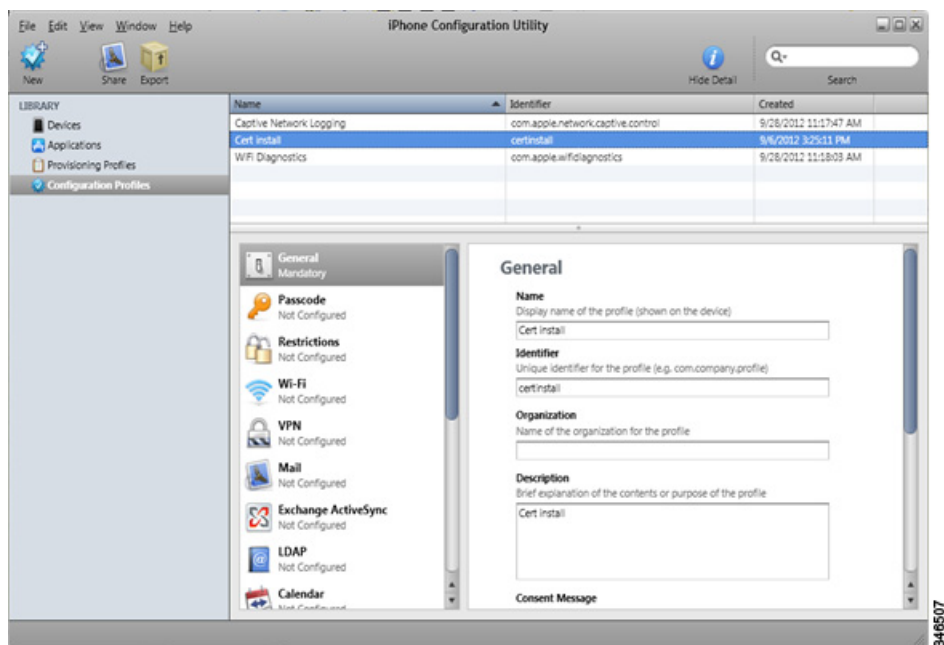 File Edit View Window Help
iPhone Configuration Utility
New
Share
Export
Hide Detail
Search
LIBRARY
Devices
Applications
Provisioning Profiles
Configuration Profiles
Name Identifier Created
Captive Network Logging com.apple.network.captive.control 9/28/2012 11:17:47 AM
Cert install certinstall 9/6/2012 3:25:11 PM
WiFi Diagnostics com.apple.wifidiagnostics 9/28/2012 11:18:03 AM
General
Mandatory
Passcode
Not Configured
Restrictions
Not Configured
Wi-Fi
Not Configured
VPN
Not Configured
Mail
Not Configured
Exchange ActiveSync
Not Configured
LDAP
Not Configured
Calendar
Not Configured
General
Name
Display name of the profile (shown on the device)
Cert install
Identifier
Unique identifier for the profile (e.g. com.company.profile)
certinstall
Organization
Name of the organization for the profile
Description
Brief explanation of the contents or purpose of the profile
Cert install
Consent Message
346507